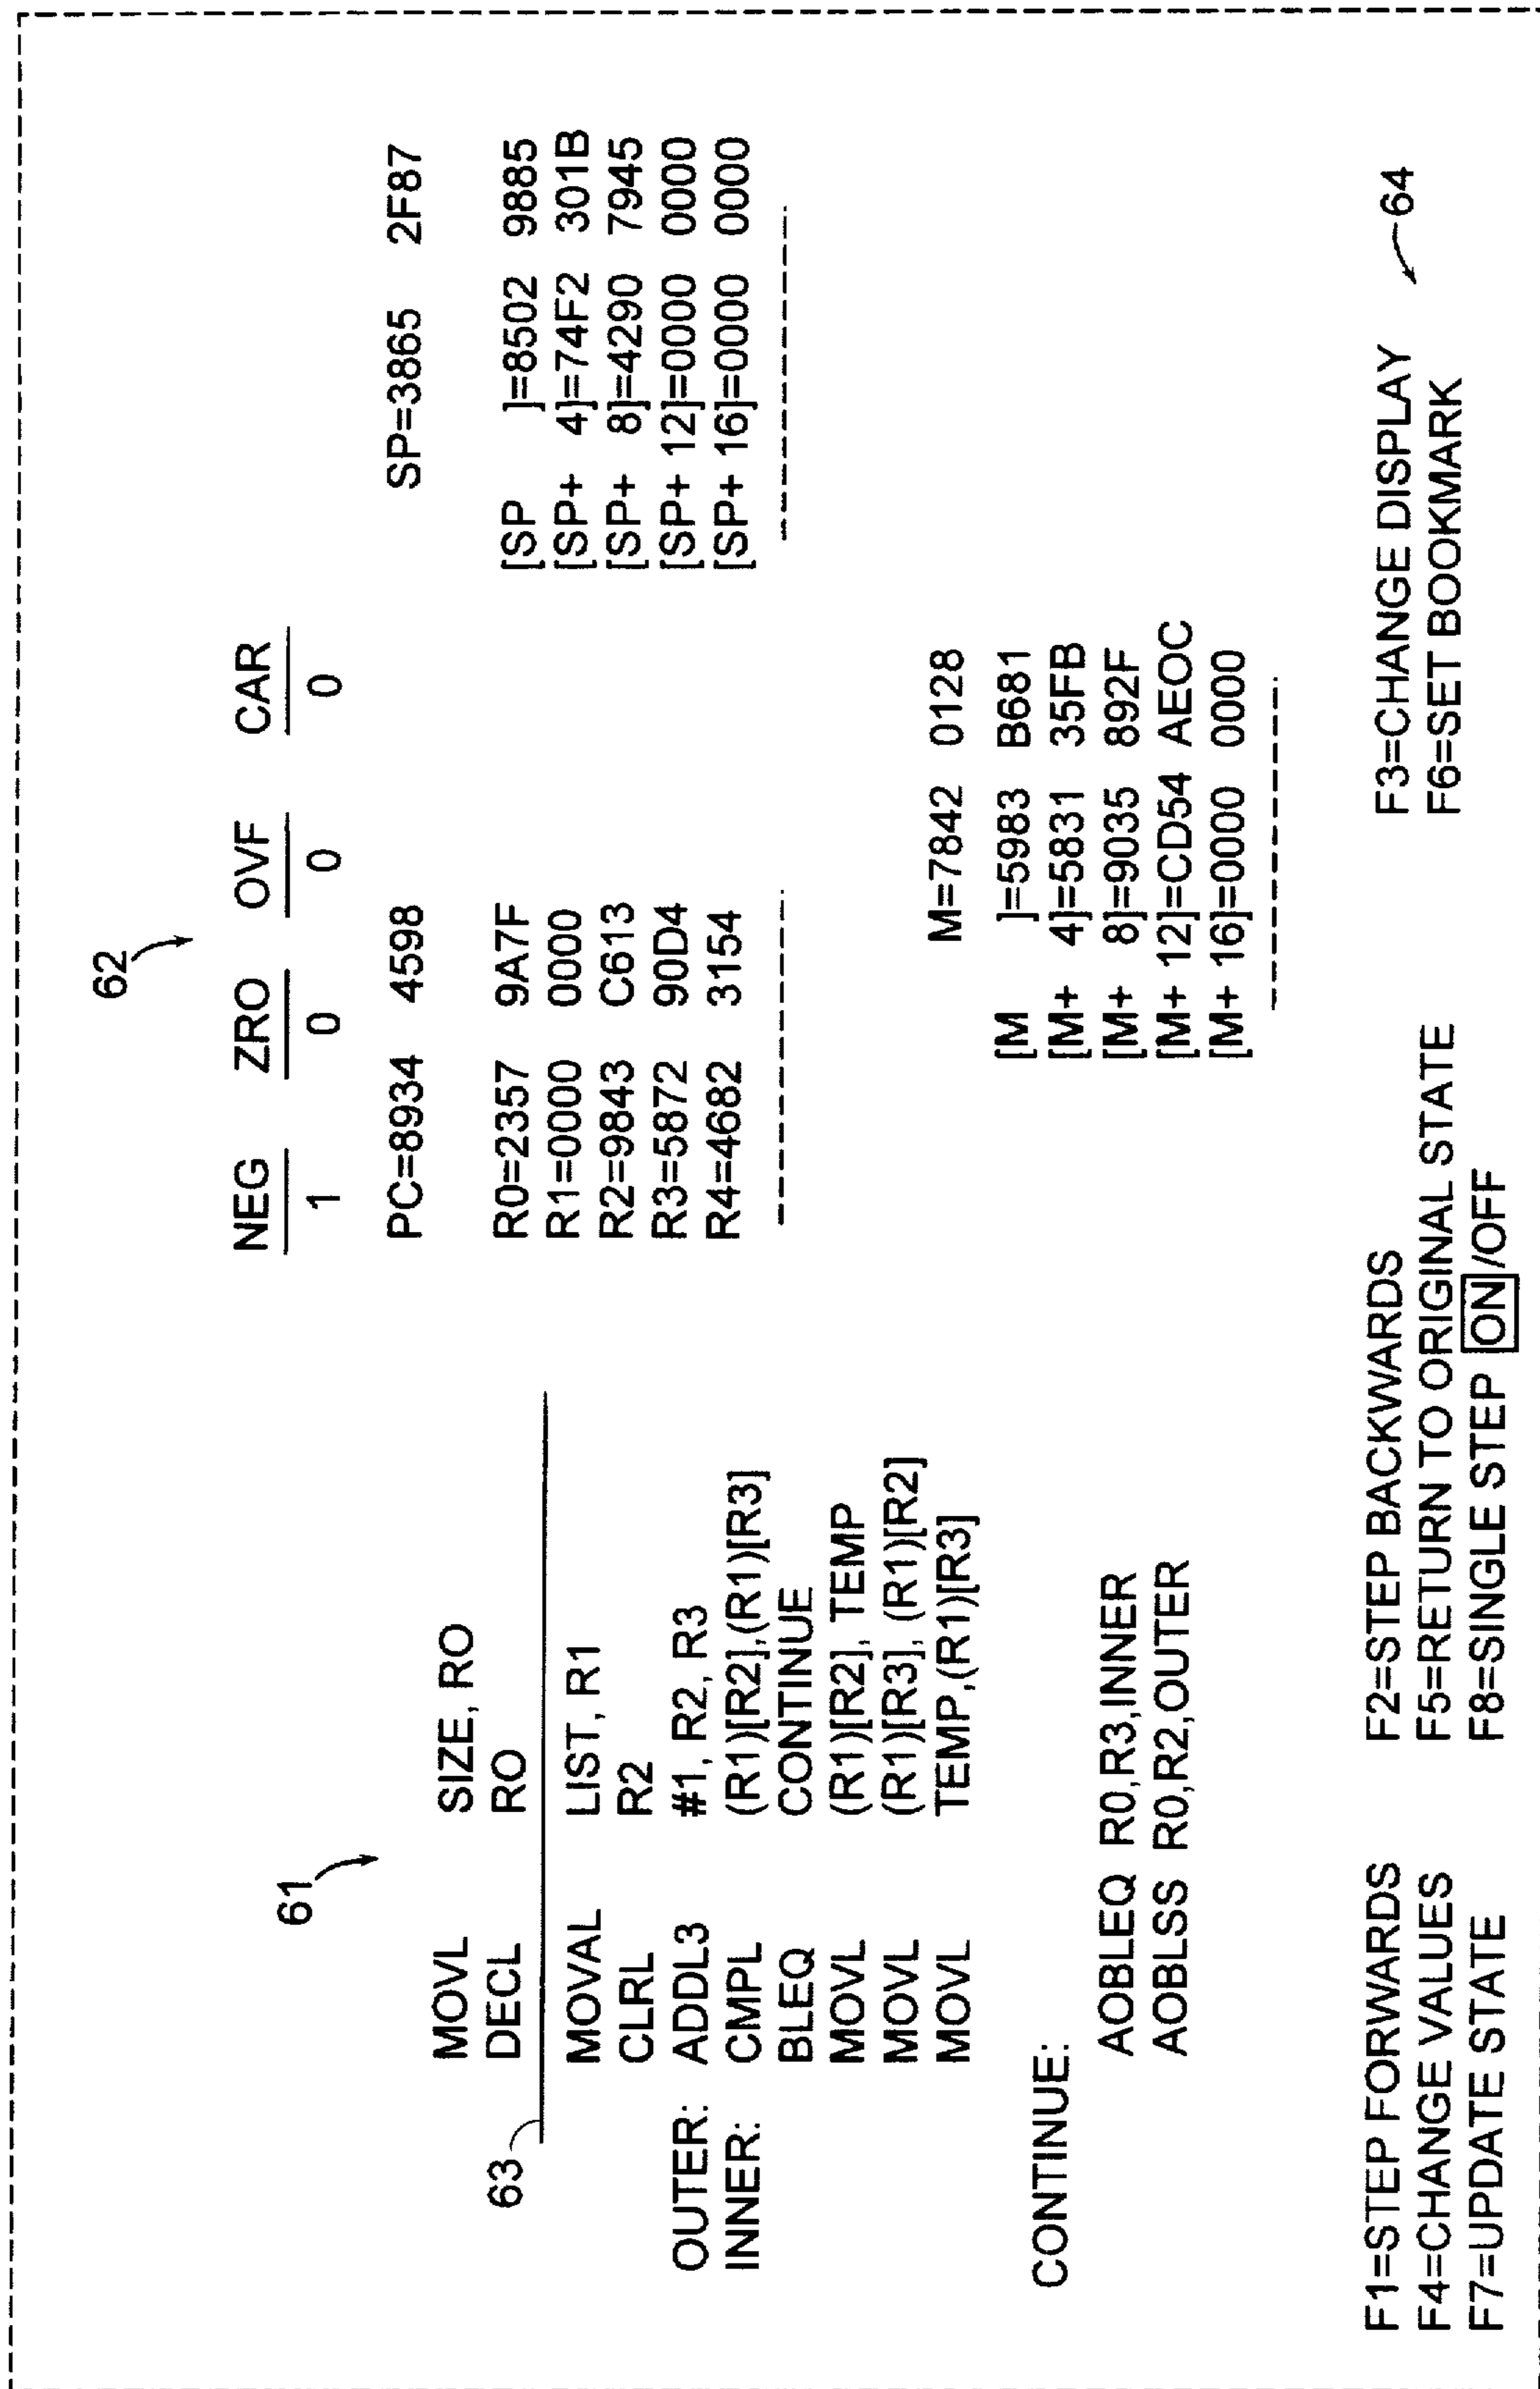 61
MOVL SIZE, RO
DECL RO
63
MOVAL LIST, R1
CLRL R2
OUTER: ADDL3 #1, R2, R3
INNER: CMPL (R1)[R2],(R1)[R3]
BLEQ CONTINUE
MOVL (R1)[R2], TEMP
MOVL (R1)[R3], (R1)[R2]
MOVL TEMP,(R1)[R3]
CONTINUE:
AOBLEQ R0,R3,INNER
AOBLSS R0,R2,OUTER
62
NEG ZRO OVF CAR
1 0 0 0
PC=8934 4598 SP=3865 2F87
R0=2357 9A7F [SP ]=8502 9885
R1=0000 0000 [SP+ 4]=74F2 301B
R2=9843 C613 [SP+ 8]=4290 7945
R3=5872 90D4 [SP+ 12]=0000 0000
R4=4682 3154 [SP+ 16]=0000 0000
M=7842 0128
[M ]=5983 B681
[M+ 4]=5831 35FB
[M+ 8]=9035 892F
[M+ 12]=CD54 AEOC
[M+ 16]=0000 0000
64
F1=STEP FORWARDS F2=STEP BACKWARDS F3=CHANGE DISPLAY
F4=CHANGE VALUES F5=RETURN TO ORIGINAL STATE F6=SET BOOKMARK
F7=UPDATE STATE F8=SINGLE STEP ON/OFF